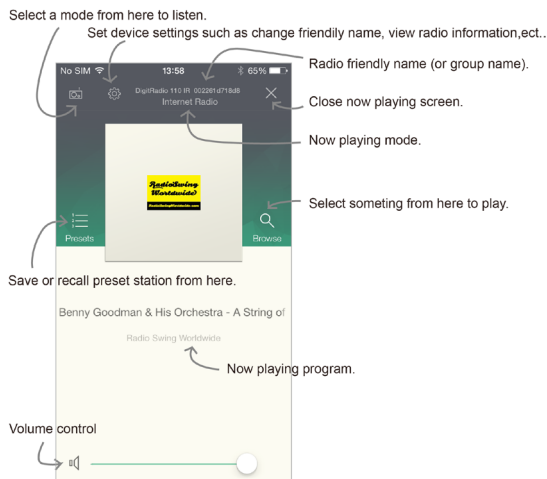 Select a mode from here to listen.
Set device settings such as change friendly name, view radio information,ect..
No SIM 13:58 65%
Radio friendly name (or group name).
DigitRadio 110 IR 002261d718d8
Internet Radio
Close now playing screen.
Now playing mode.
RadioSwing
Worldwide)
RadioSwingWorldwide.com
Select someting from here to play.
Presets
Browse
Save or recall preset station from here.
Benny Goodman & His Orchestra - A String of
Radio Swing Worldwide
Now playing program.
Volume control